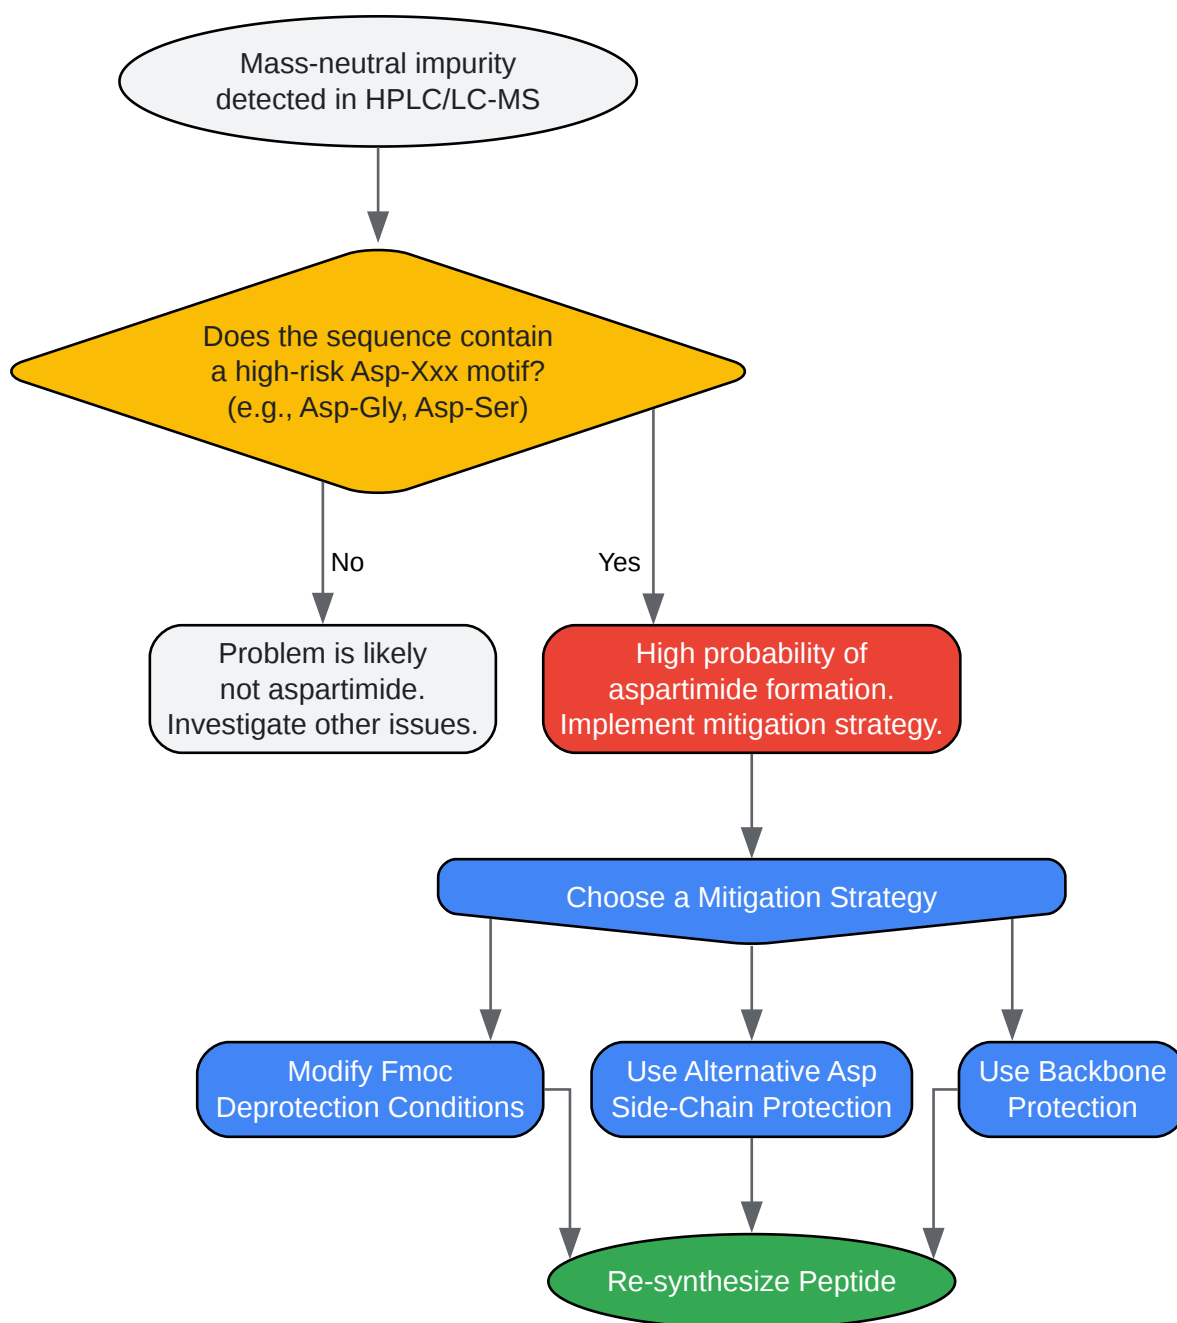 Mass-neutral impurity
detected in HPLC/LC-MS
Does the sequence contain
a high-risk Asp-Xxx motif?
(e.g., Asp-Gly, Asp-Ser)
No
Yes
Problem is likely
not aspartimide.
Investigate other issues.
High probability of
aspartimide formation.
Implement mitigation strategy.
Choose a Mitigation Strategy
Modify Fmoc
Deprotection Conditions
Use Alternative Asp
Side-Chain Protection
Use Backbone
Protection
Re-synthesize Peptide